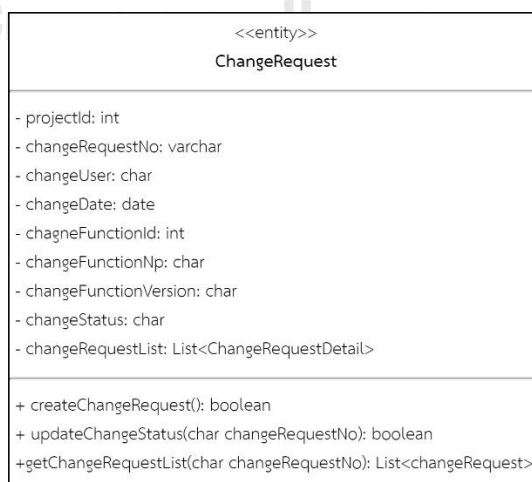 <<entity>>
ChangeRequest
- projectId: int
- changeRequestNo: varchar
- changeUser: char
- changeDate: date
- chagneFunctionId: int
- changeFunctionNp: char
- changeFunctionVersion: char
- changeStatus: char
- changeRequestList: List<ChangeRequestDetail>
+ createChangeRequest(): boolean
+ updateChangeStatus(char changeRequestNo): boolean
+getChangeRequestList(char changeRequestNo): List<changeRequest>